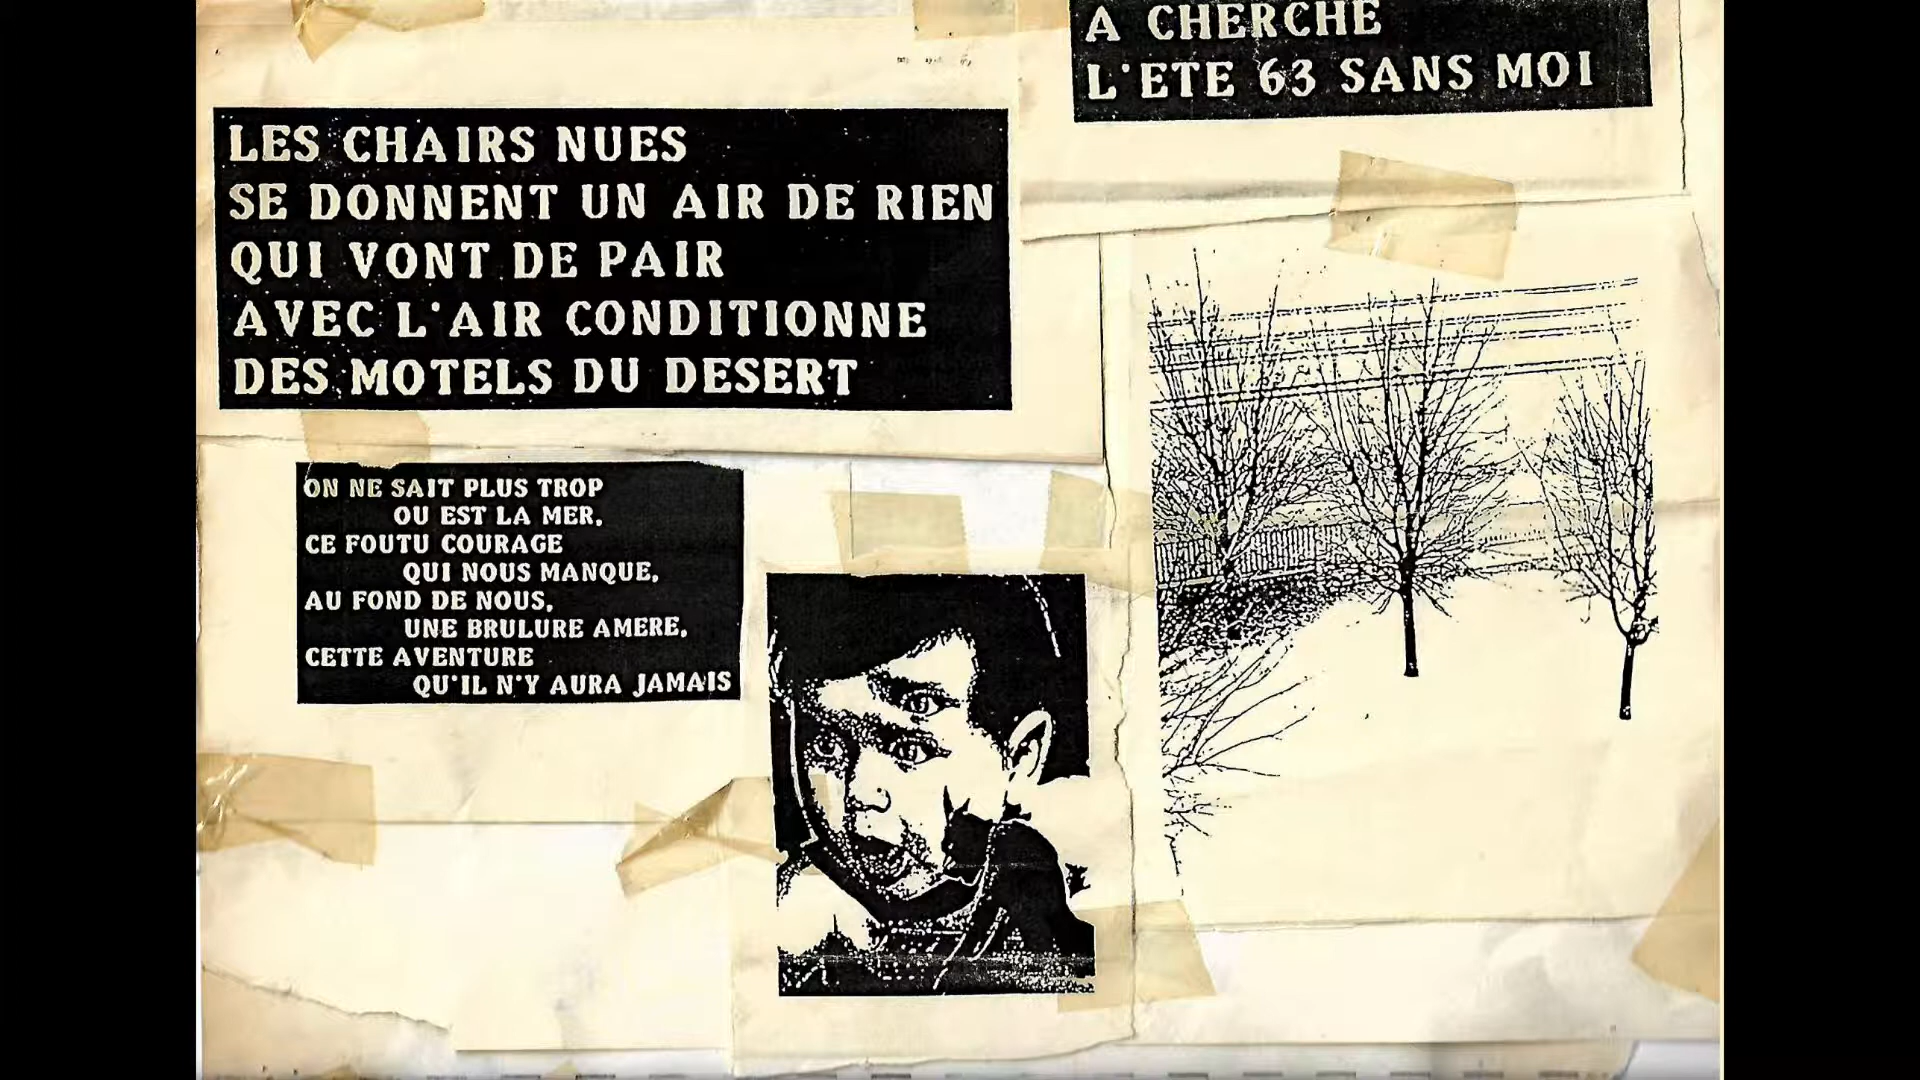 A CHERCHE
L'ETE 63 SANS MOI
LES CHAIRS NUES
SE DONNENT UN AIR DE RIEN
QUI VONT DE PAIR
AVEC L'AIR CONDITIONNE
DES MOTELS DU DESERT
ON NE SAIT PLUS TROP
OU EST LA MER,
CE FOUTU COURAGE
QUI NOUS MANQUE,
AU FOND DE NOUS,
UNE BRULURE AMERE,
CETTE AVENTURE
QU'IL N'Y AURA JAMAIS